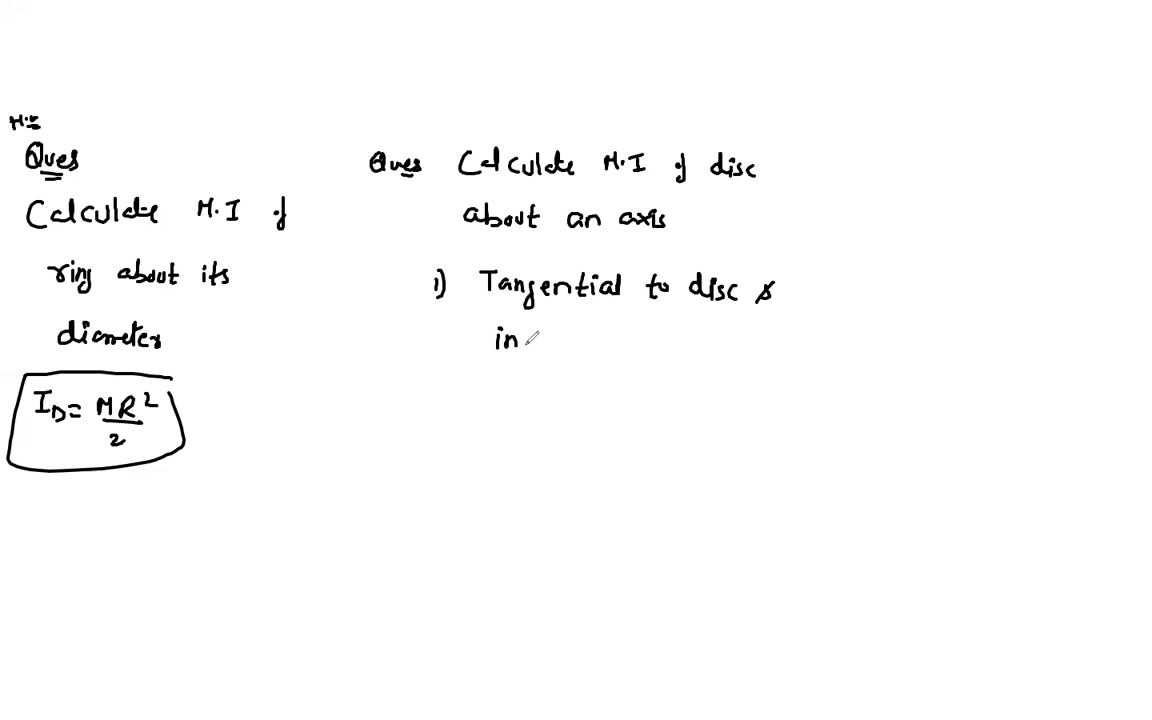 Ques
Calculate M.I of
ring about its
diameter
I_D = MR²/2
Ques Calculate M.I of disc
about an axis
1) Tangential to disc &
in